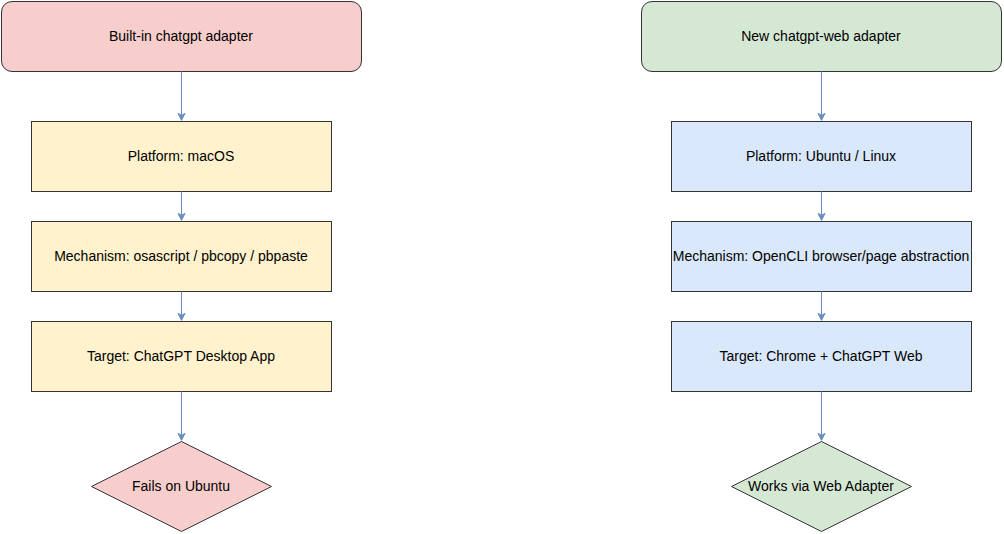 Built-in chatgpt adapter
Platform: macOS
Mechanism: osascript / pbcopy / pbpaste
Target: ChatGPT Desktop App
Fails on Ubuntu
New chatgpt-web adapter
Platform: Ubuntu / Linux
Mechanism: OpenCLI browser/page abstraction
Target: Chrome + ChatGPT Web
Works via Web Adapter